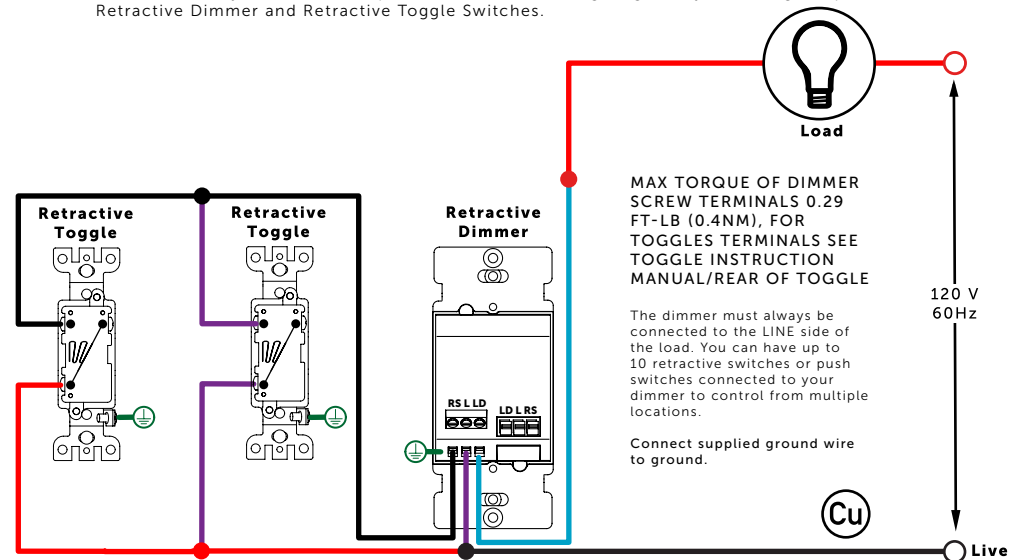 Retractive Dimmer and Retractive Toggle Switches.
Load
Retractive
Toggle
Retractive
Toggle
Retractive
Dimmer
MAX TORQUE OF DIMMER
SCREW TERMINALS 0.29
FT-LB (0.4NM), FOR
TOGGLES TERMINALS SEE
TOGGLE INSTRUCTION
MANUAL/REAR OF TOGGLE
120 V
60Hz
The dimmer must always be
connected to the LINE side of
the load. You can have up to
10 retractive switches or push
switches connected to your
dimmer to control from multiple
locations.
Connect supplied ground wire
to ground.
RS L LD
LD L RS
Cu
Live